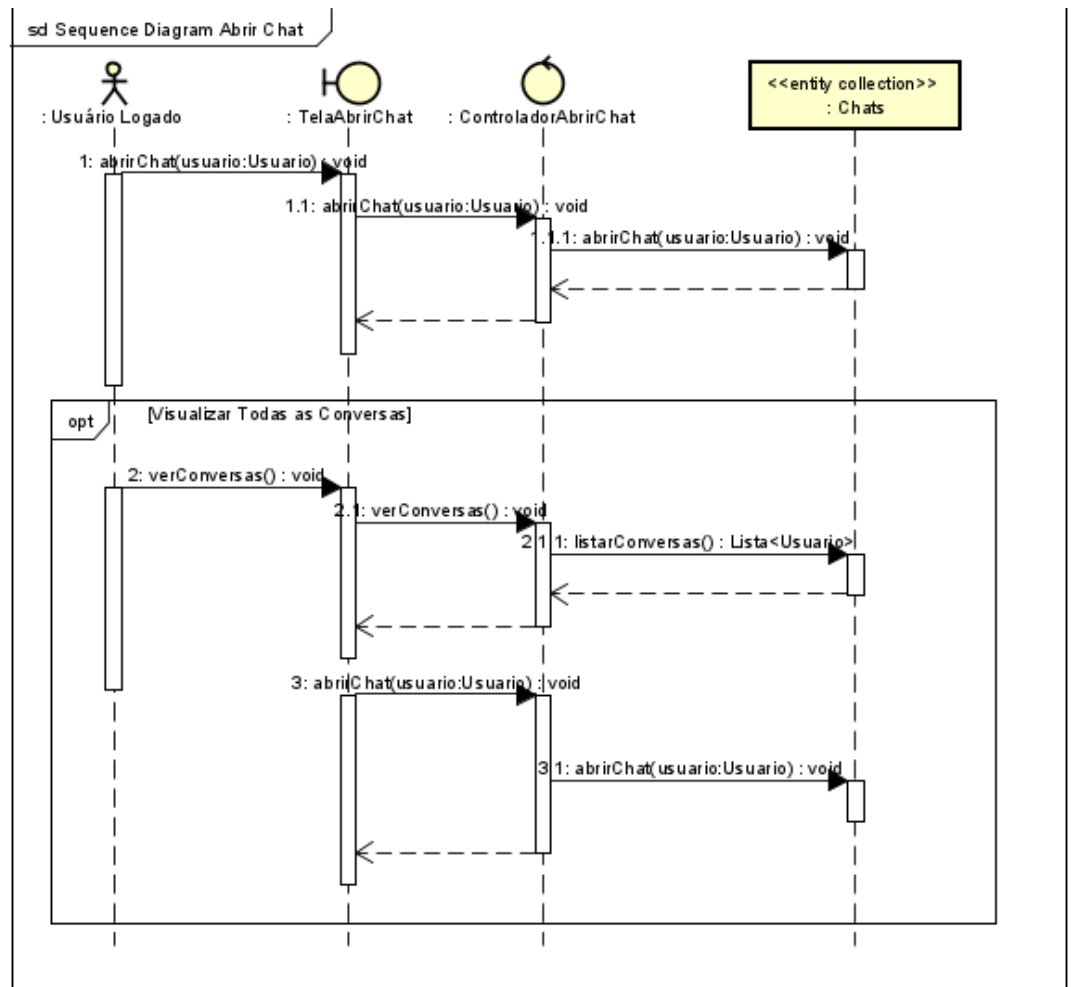 sd Sequence Diagram Abrir Chat
: Usuário Logado
: TelaAbrirChat
: ControladorAbrirChat
<<entity collection>>
: Chats
1: abrirChat(usuario:Usuario) : void
1.1: abrirChat(usuario:Usuario) : void
1.1.1: abrirChat(usuario:Usuario) : void
opt
[Visualizar Todas as Conversas]
2: verConversas() : void
2.1: verConversas() : void
2.1.1: listarConversas() : Lista<Usuario>
3: abrirChat(usuario:Usuario) : void
3.1: abrirChat(usuario:Usuario) : void